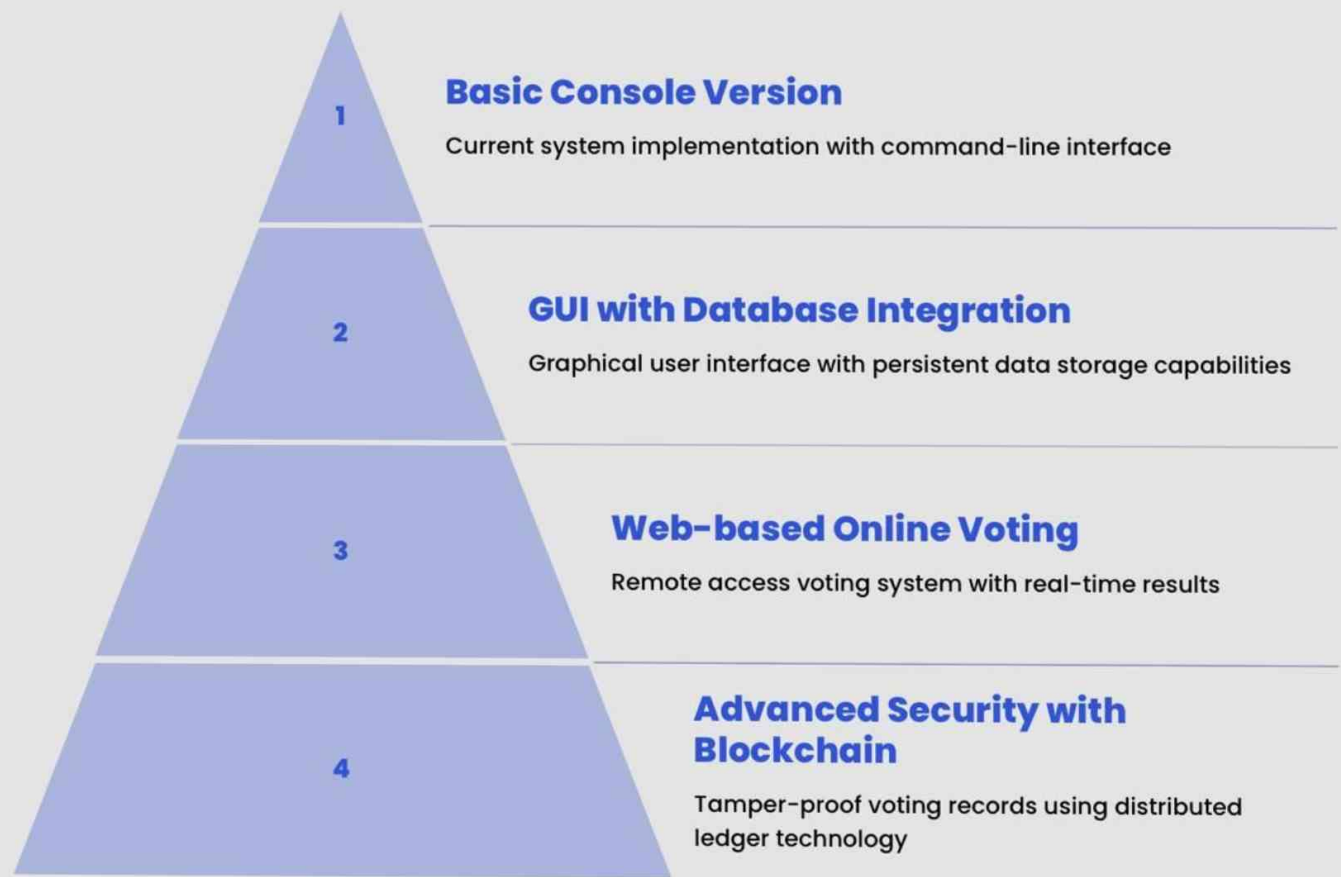 1
Basic Console Version
Current system implementation with command-line interface
2
GUI with Database Integration
Graphical user interface with persistent data storage capabilities
3
Web-based Online Voting
Remote access voting system with real-time results
4
Advanced Security with
Blockchain
Tamper-proof voting records using distributed
ledger technology